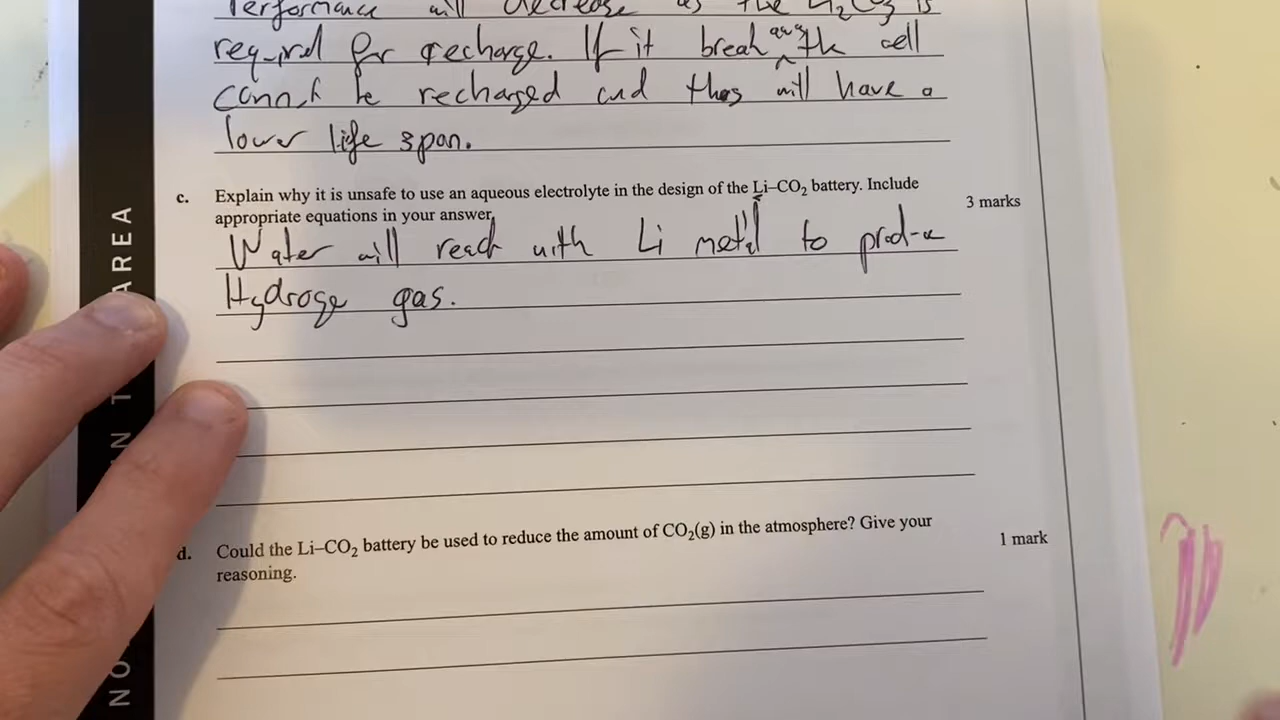 Performance will decrease as the Li2CO3 is
required for recharge. If it break away the cell
cannot be recharged and thus will have a
lower life span.
c. Explain why it is unsafe to use an aqueous electrolyte in the design of the Li–CO2 battery. Include
appropriate equations in your answer. 3 marks
Water will react with Li metal to produce
Hydroge gas.
d. Could the Li–CO2 battery be used to reduce the amount of CO2(g) in the atmosphere? Give your
reasoning. 1 mark
AREA